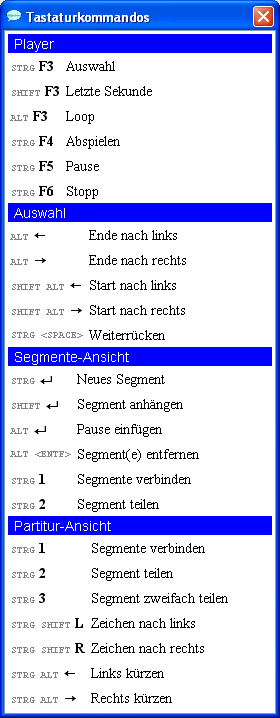 Tastaturkommandos
Player
STRG F3 Auswahl
SHIFT F3 Letzte Sekunde
ALT F3 Loop
STRG F4 Abspielen
STRG F5 Pause
STRG F6 Stopp
Auswahl
ALT ← Ende nach links
ALT → Ende nach rechts
SHIFT ALT ← Start nach links
SHIFT ALT → Start nach rechts
STRG <SPACE> Weiterrücken
Segmente-Ansicht
STRG ↵ Neues Segment
SHIFT ↵ Segment anhängen
ALT ↵ Pause einfügen
ALT <ENTF> Segment(e) entfernen
STRG 1 Segmente verbinden
STRG 2 Segment teilen
Partitur-Ansicht
STRG 1 Segmente verbinden
STRG 2 Segment teilen
STRG 3 Segment zweifach teilen
STRG SHIFT L Zeichen nach links
STRG SHIFT R Zeichen nach rechts
STRG ALT ← Links kürzen
STRG ALT → Rechts kürzen